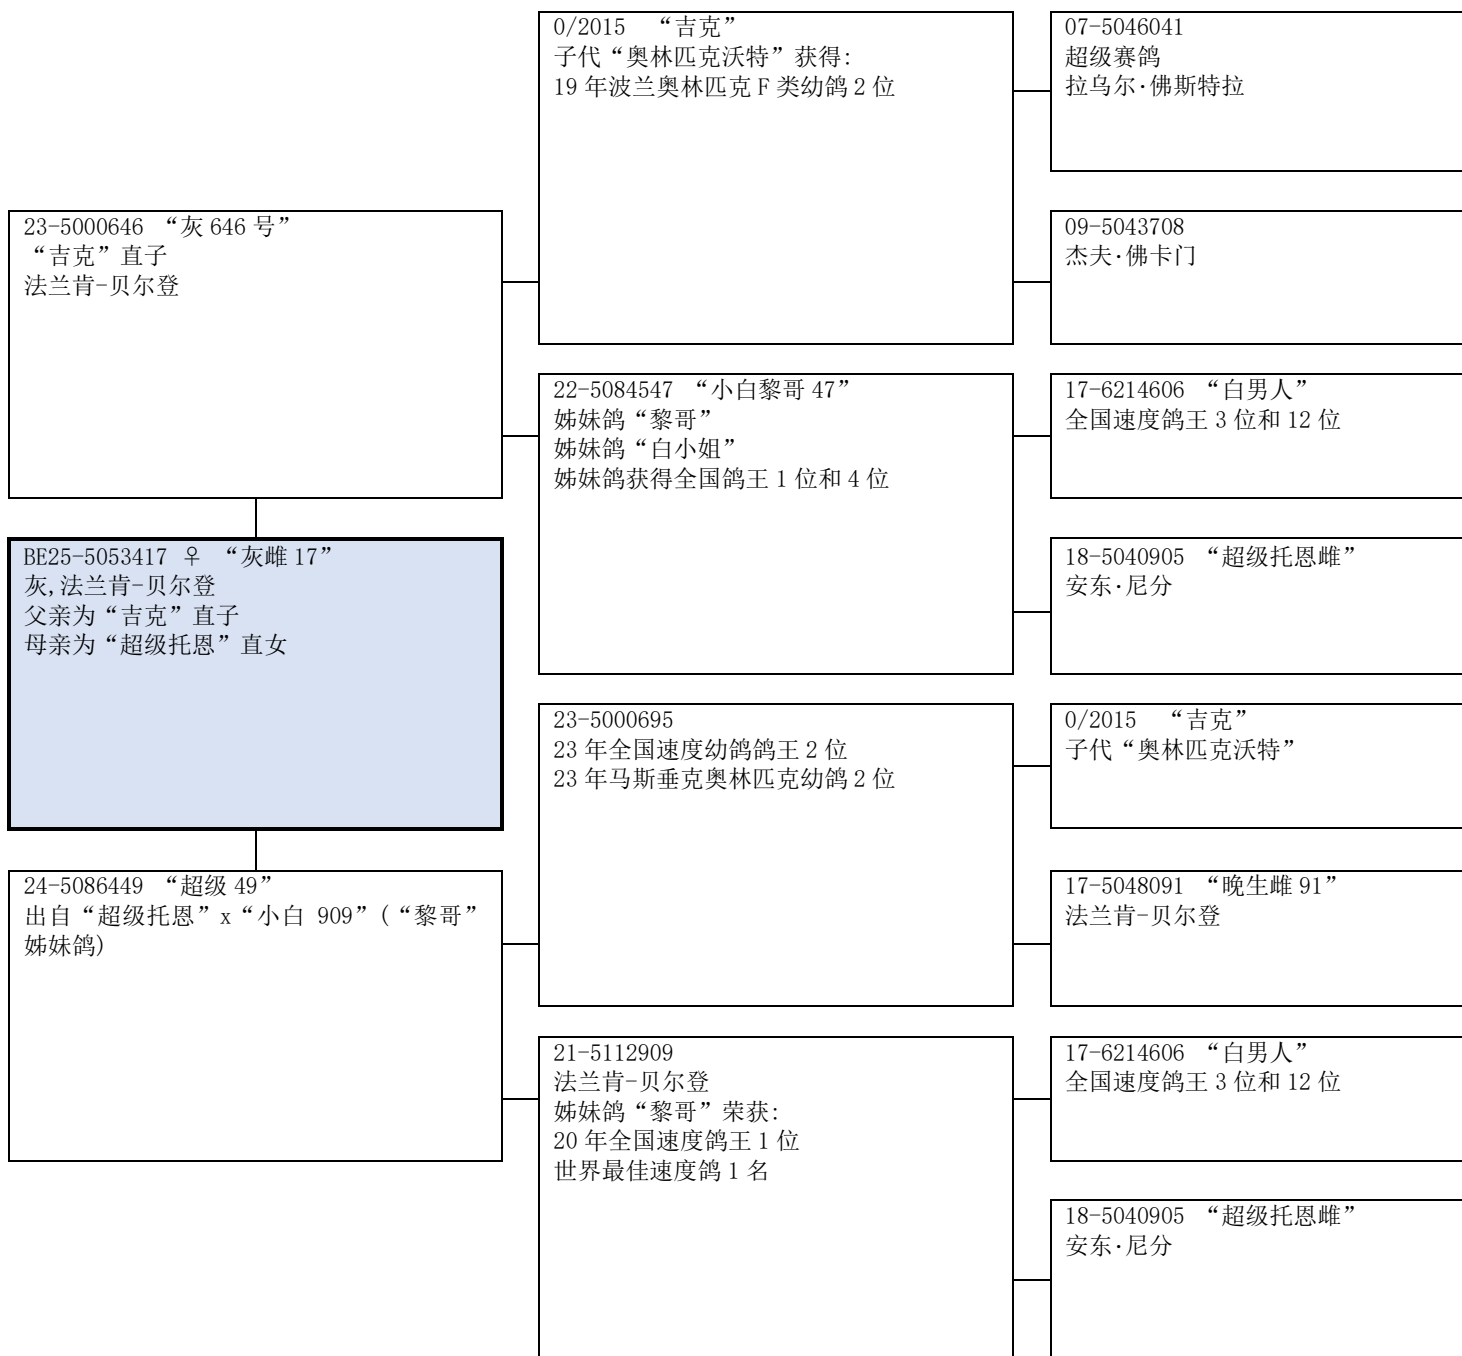 0/2015 “吉克”
子代“奥林匹克沃特”获得:
19 年波兰奥林匹克 F 类幼鸽 2 位
07-5046041
超级赛鸽
拉乌尔·佛斯特拉
23-5000646 “灰 646 号”
“吉克”直子
法兰肯-贝尔登
09-5043708
杰夫·佛卡门
22-5084547 “小白黎哥 47”
姊妹鸽“黎哥”
姊妹鸽“白小姐”
姊妹鸽获得全国鸽王 1 位和 4 位
17-6214606 “白男人”
全国速度鸽王 3 位和 12 位
BE25-5053417 ♀ “灰雌 17”
灰,法兰肯-贝尔登
父亲为“吉克”直子
母亲为“超级托恩”直女
18-5040905 “超级托恩雌”
安东·尼分
23-5000695
23 年全国速度幼鸽鸽王 2 位
23 年马斯垂克奥林匹克幼鸽 2 位
0/2015 “吉克”
子代“奥林匹克沃特”
24-5086449 “超级 49”
出自“超级托恩”x“小白 909”(“黎哥”
姊妹鸽)
17-5048091 “晚生雌 91”
法兰肯-贝尔登
21-5112909
法兰肯-贝尔登
姊妹鸽“黎哥”荣获:
20 年全国速度鸽王 1 位
世界最佳速度鸽 1 名
17-6214606 “白男人”
全国速度鸽王 3 位和 12 位
18-5040905 “超级托恩雌”
安东·尼分